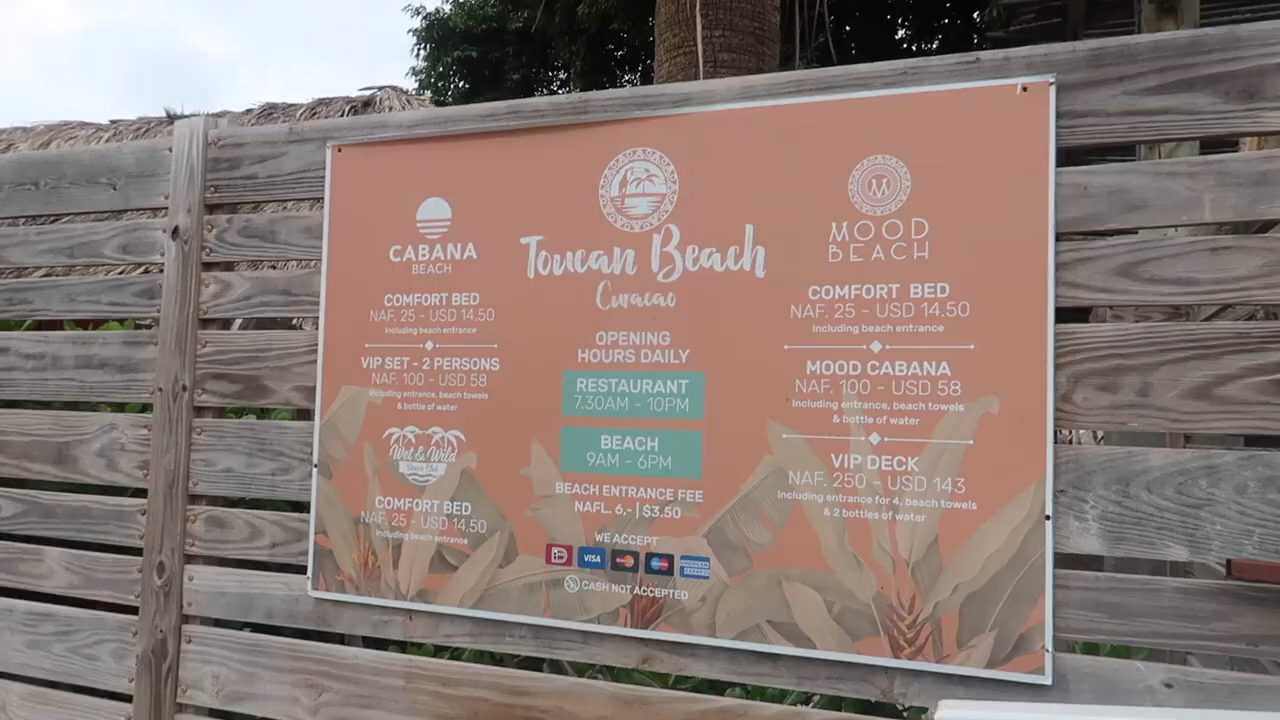 CABANA
BEACH
COMFORT BED
NAF. 25 - USD 14.50
Including beach entrance
VIP SET - 2 PERSONS
NAF. 100 - USD 58
Including entrance, beach towels
& bottle of water
Wet & Wild
Beach Club
COMFORT BED
NAF. 25 - USD 14.50
Including beach entrance
Toucan Beach
Curacao
OPENING
HOURS DAILY
RESTAURANT
7.30AM - 10PM
BEACH
9AM - 6PM
BEACH ENTRANCE FEE
NAFL. 6,- | $3.50
WE ACCEPT
VISA
AMERICAN
EXPRESS
CASH NOT ACCEPTED
M
MOOD
BEACH
COMFORT BED
NAF. 25 - USD 14.50
Including beach entrance
MOOD CABANA
NAF. 100 - USD 58
Including entrance, beach towels
& bottle of water
VIP DECK
NAF. 250 - USD 143
Including entrance for 4, beach towels
& 2 bottles of water